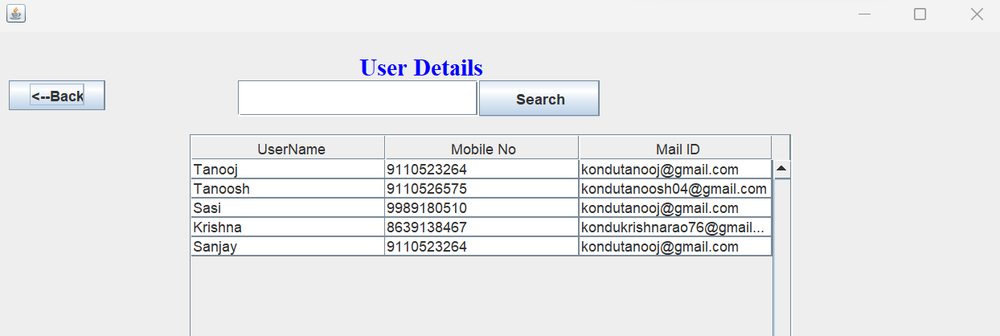 User Details
<--Back
Search
UserName Mobile No Mail ID
Tanooj 9110523264 kondutanooj@gmail.com
Tanoosh 9110526575 kondutanoosh04@gmail.com
Sasi 9989180510 kondutanooj@gmail.com
Krishna 8639138467 kondukrishnarao76@gmail...
Sanjay 9110523264 kondutanooj@gmail.com